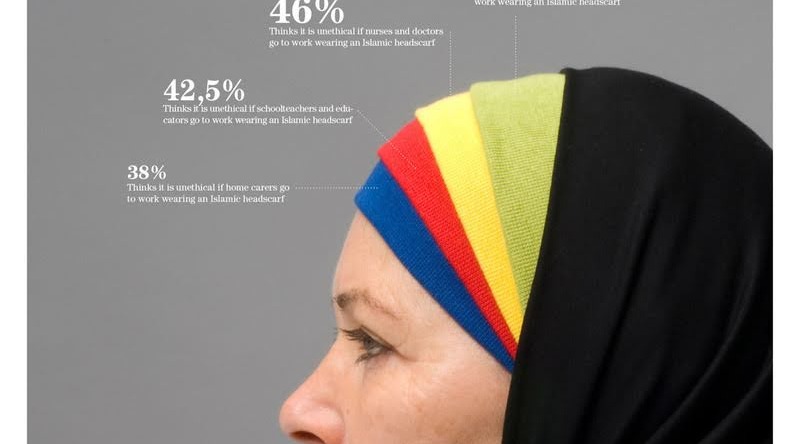 work wearing an Islamic headscarf
46%
Thinks it is unethical if nurses and doctors
go to work wearing an Islamic headscarf
42,5%
Thinks it is unethical if schoolteachers and edu-
cators go to work wearing an Islamic headscarf
38%
Thinks it is unethical if home carers go
to work wearing an Islamic headscarf